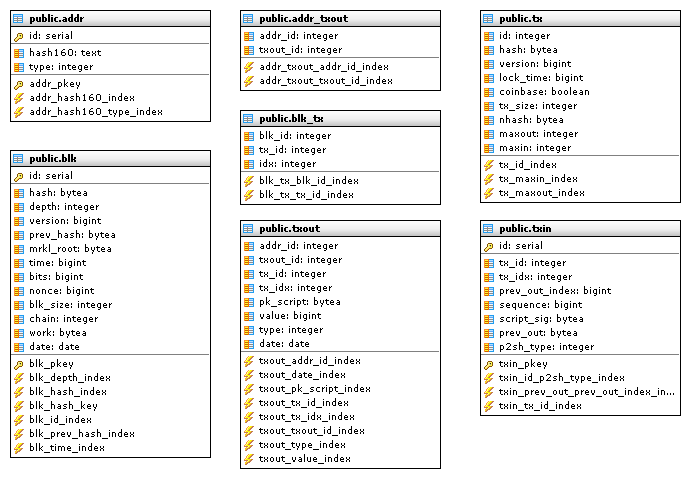 public.addr
id: serial
hash160: text
type: integer
addr_pkey
addr_hash160_index
addr_hash160_type_index
public.blk
id: serial
hash: bytea
depth: integer
version: bigint
prev_hash: bytea
mrkl_root: bytea
time: bigint
bits: bigint
nonce: bigint
blk_size: integer
chain: integer
work: bytea
date: date
blk_pkey
blk_depth_index
blk_hash_index
blk_hash_key
blk_id_index
blk_prev_hash_index
blk_time_index
public.addr_txout
addr_id: integer
txout_id: integer
addr_txout_addr_id_index
addr_txout_txout_id_index
public.blk_tx
blk_id: integer
tx_id: integer
idx: integer
blk_tx_blk_id_index
blk_tx_tx_id_index
public.txout
addr_id: integer
txout_id: integer
tx_id: integer
tx_idx: integer
pk_script: bytea
value: bigint
type: integer
date: date
txout_addr_id_index
txout_date_index
txout_pk_script_index
txout_tx_id_index
txout_tx_idx_index
txout_txout_id_index
txout_type_index
txout_value_index
public.tx
id: integer
hash: bytea
version: bigint
lock_time: bigint
coinbase: boolean
tx_size: integer
nhash: bytea
maxout: integer
maxin: integer
tx_id_index
tx_maxin_index
tx_maxout_index
public.txin
id: serial
tx_id: integer
tx_idx: integer
prev_out_index: bigint
sequence: bigint
script_sig: bytea
prev_out: bytea
p2sh_type: integer
txin_pkey
txin_id_p2sh_type_index
txin_prev_out_prev_out_index_in...
txin_tx_id_index